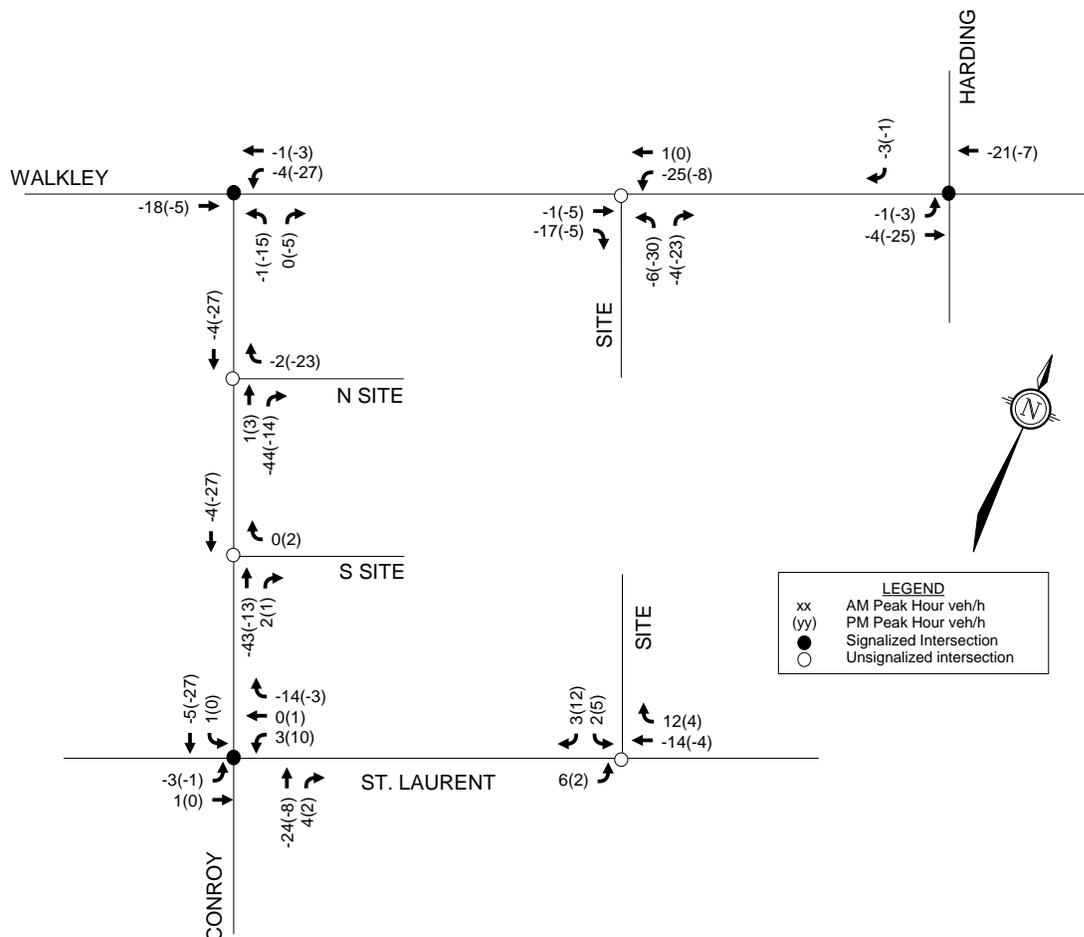 HARDING
-3(-1)
-21(-7)
-1(-3)
-4(-25)
WALKLEY
-1(-3)
-4(-27)
-18(-5)
-1(-15)
0(-5)
1(0)
-25(-8)
-1(-5)
-17(-5)
-6(-30)
-4(-23)
SITE
-4(-27)
-2(-23)
N SITE
1(3)
-44(-14)
-4(-27)
0(2)
S SITE
-43(-13)
2(1)
N
LEGEND
xx AM Peak Hour veh/h
(yy) PM Peak Hour veh/h
Signalized Intersection
Unsignalized intersection
SITE
-5(-27)
1(0)
-14(-3)
0(1)
3(10)
-3(-1)
1(0)
-24(-8)
4(2)
ST. LAURENT
3(12)
2(5)
12(4)
-14(-4)
6(2)
CONROY